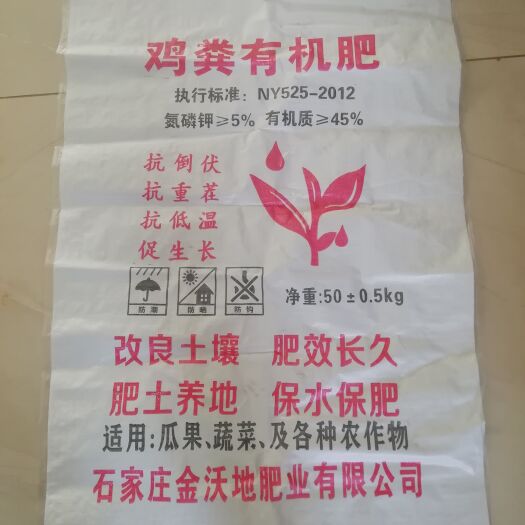 鸡粪有机肥
执行标准：NY525-2012
氮磷钾≥5% 有机质≥45%
抗倒伏
抗重茬
抗低温
促生长
防潮 防晒 防钩
净重:50±0.5kg
改良土壤 肥效长久
肥土养地 保水保肥
适用:瓜果、蔬菜、及各种农作物
石家庄金沃地肥业有限公司